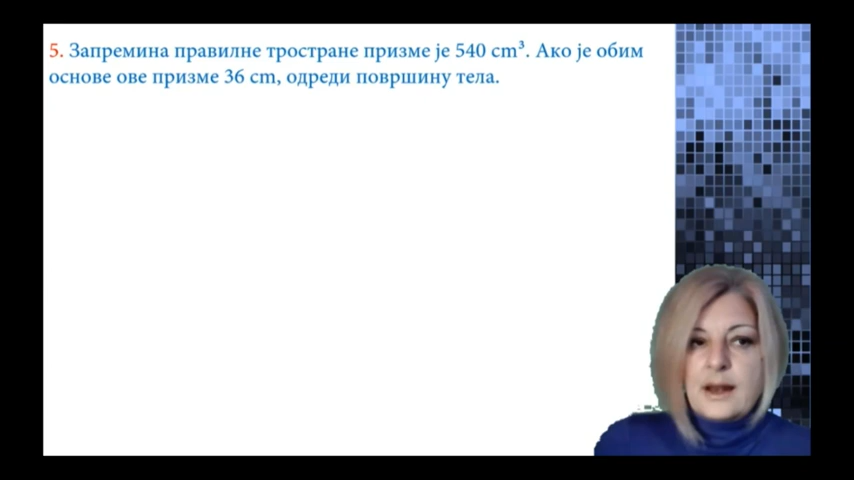 5. Запремина правилне тростране призме је 540 cm³. Ако је обим
основе ове призме 36 cm, одреди површину тела.